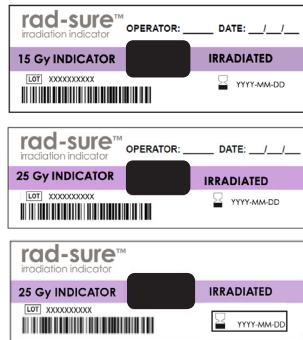 rad-sure™ OPERATOR: ______ DATE: __/__/__
irradiation indicator
15 Gy INDICATOR IRRADIATED
LOT XXXXXXXXXX YYYY-MM-DD
rad-sure™ OPERATOR: ______ DATE: __/__/__
irradiation indicator
25 Gy INDICATOR IRRADIATED
LOT XXXXXXXXXX YYYY-MM-DD
rad-sure™
irradiation indicator
25 Gy INDICATOR IRRADIATED
LOT XXXXXXXXXX YYYY-MM-DD